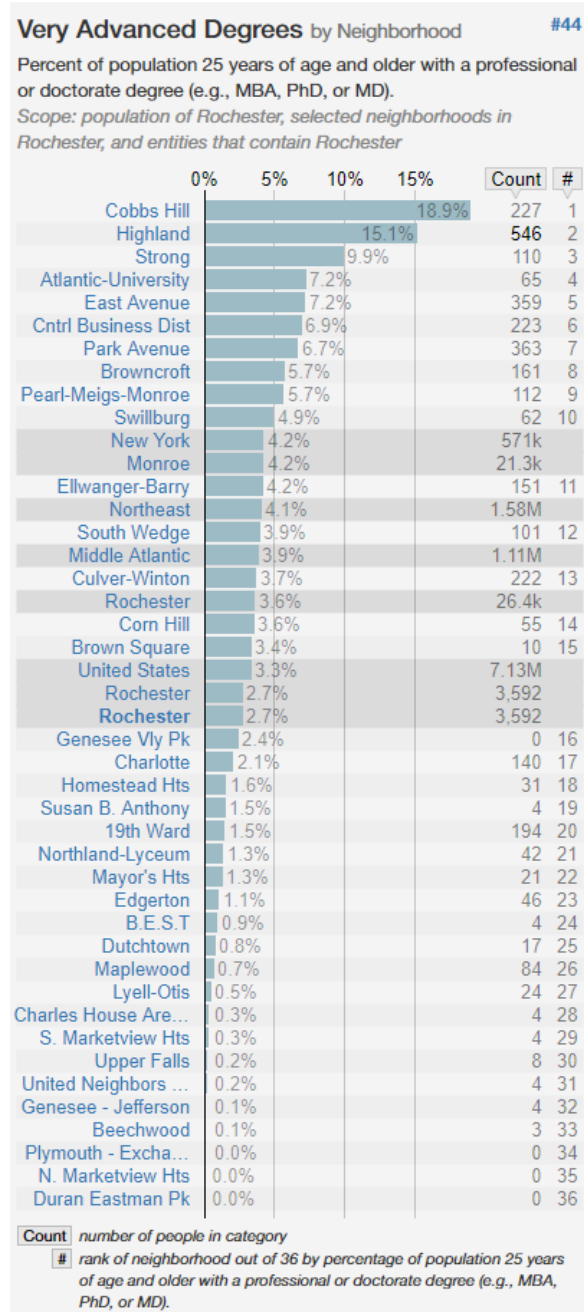 Very Advanced Degrees by Neighborhood #44
Percent of population 25 years of age and older with a professional
or doctorate degree (e.g., MBA, PhD, or MD).
Scope: population of Rochester, selected neighborhoods in
Rochester, and entities that contain Rochester
0% 5% 10% 15% Count #
Cobbs Hill 18.9% 227 1
Highland 15.1% 546 2
Strong 9.9% 110 3
Atlantic-University 7.2% 65 4
East Avenue 7.2% 359 5
Cntrl Business Dist 6.9% 223 6
Park Avenue 6.7% 363 7
Browncroft 5.7% 161 8
Pearl-Meigs-Monroe 5.7% 112 9
Swillburg 4.9% 62 10
New York 4.2% 571k
Monroe 4.2% 21.3k
Ellwanger-Barry 4.2% 151 11
Northeast 4.1% 1.58M
South Wedge 3.9% 101 12
Middle Atlantic 3.9% 1.11M
Culver-Winton 3.7% 222 13
Rochester 3.6% 26.4k
Corn Hill 3.6% 55 14
Brown Square 3.4% 10 15
United States 3.3% 7.13M
Rochester 2.7% 3,592
Rochester 2.7% 3,592
Genesee Vly Pk 2.4% 0 16
Charlotte 2.1% 140 17
Homestead Hts 1.6% 31 18
Susan B. Anthony 1.5% 4 19
19th Ward 1.5% 194 20
Northland-Lyceum 1.3% 42 21
Mayor's Hts 1.3% 21 22
Edgerton 1.1% 46 23
B.E.S.T 0.9% 4 24
Dutchtown 0.8% 17 25
Maplewood 0.7% 84 26
Lyell-Otis 0.5% 24 27
Charles House Are... 0.3% 4 28
S. Marketview Hts 0.3% 4 29
Upper Falls 0.2% 8 30
United Neighbors ... 0.2% 4 31
Genesee - Jefferson 0.1% 4 32
Beechwood 0.1% 3 33
Plymouth - Excha... 0.0% 0 34
N. Marketview Hts 0.0% 0 35
Duran Eastman Pk 0.0% 0 36
Count number of people in category
# rank of neighborhood out of 36 by percentage of population 25 years
of age and older with a professional or doctorate degree (e.g., MBA,
PhD, or MD).